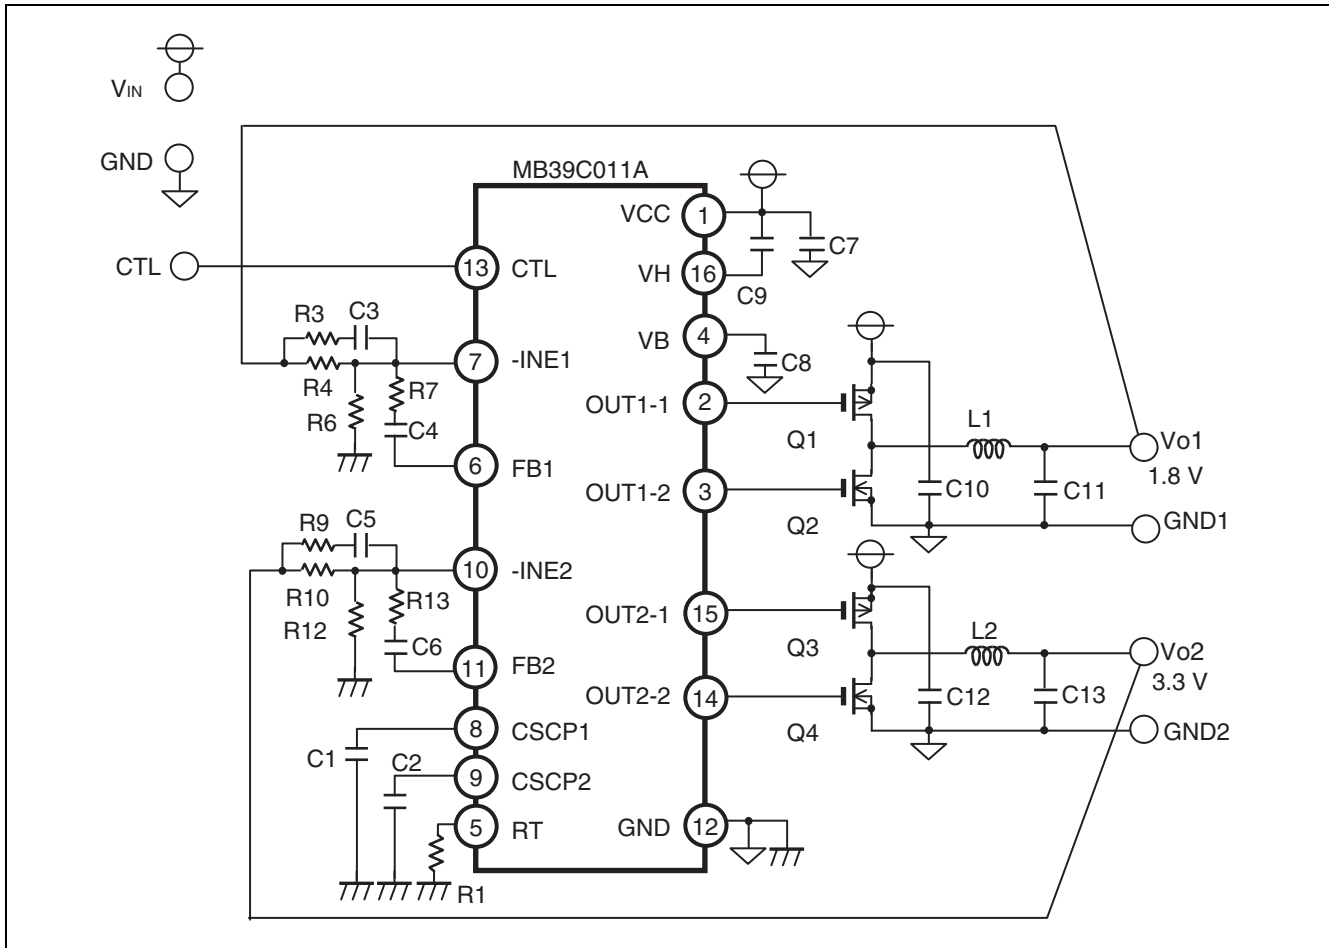 VIN
GND
CTL
MB39C011A
VCC
1
C7
13
CTL
VH
16
C9
R3
C3
VB
4
C8
7
-INE1
R4
R7
OUT1-1
2
R6
C4
Q1
L1
Vo1
1.8 V
6
FB1
OUT1-2
3
C10
C11
Q2
GND1
R9
C5
10
-INE2
R10
R13
R12
OUT2-1
15
C6
Q3
L2
Vo2
3.3 V
11
FB2
OUT2-2
14
C12
C13
Q4
GND2
8
CSCP1
C1
C2
9
CSCP2
5
RT
GND
12
R1